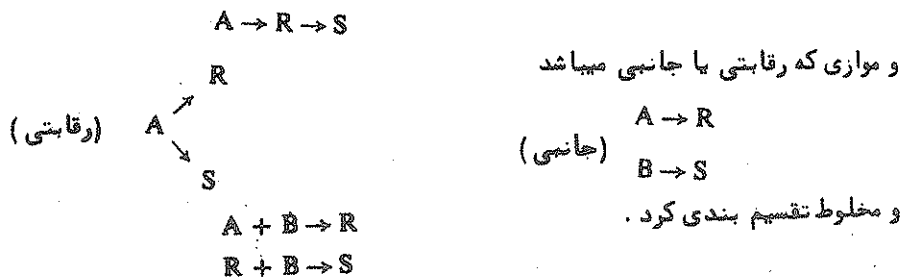 A → R → S
و موازی که رقابتی یا جانبی میباشد
R
A (رقابتی)
S
A → R
(جانبی)
B → S
و مخلوط تقسیم بندی کرد .
A + B → R
R + B → S